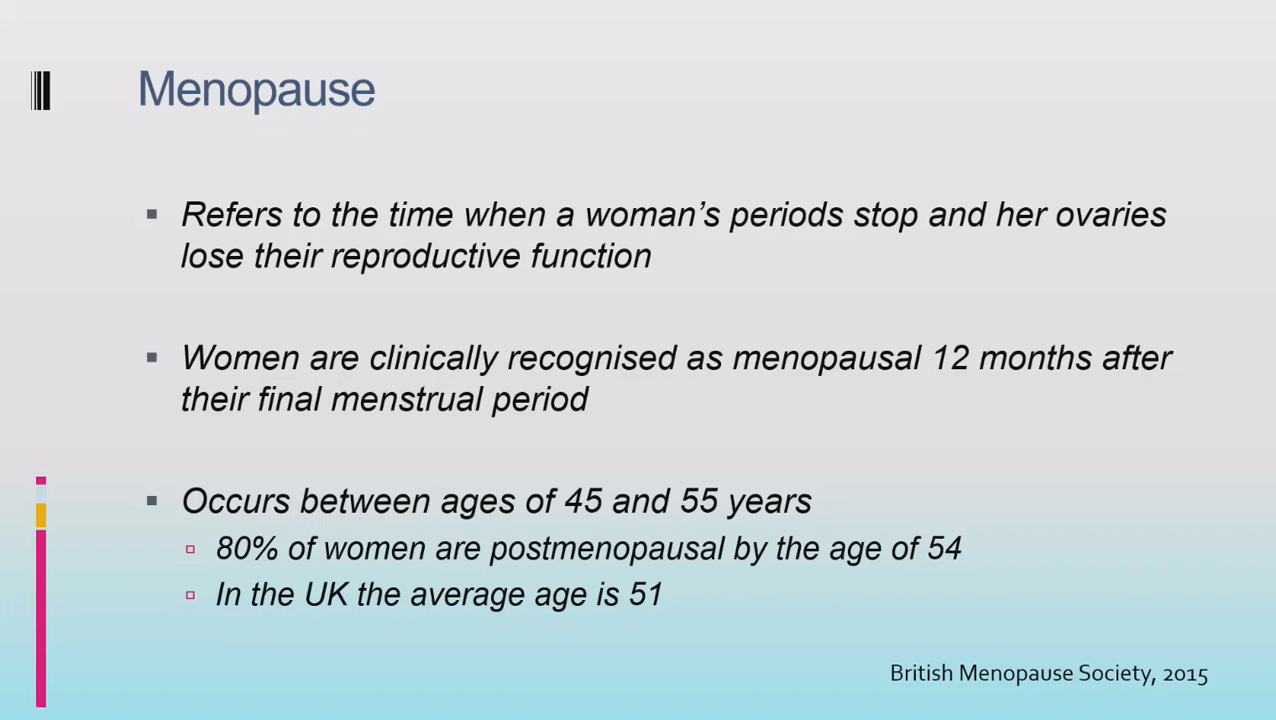 Menopause
Refers to the time when a woman’s periods stop and her ovaries
lose their reproductive function
Women are clinically recognised as menopausal 12 months after
their final menstrual period
Occurs between ages of 45 and 55 years
80% of women are postmenopausal by the age of 54
In the UK the average age is 51
British Menopause Society, 2015